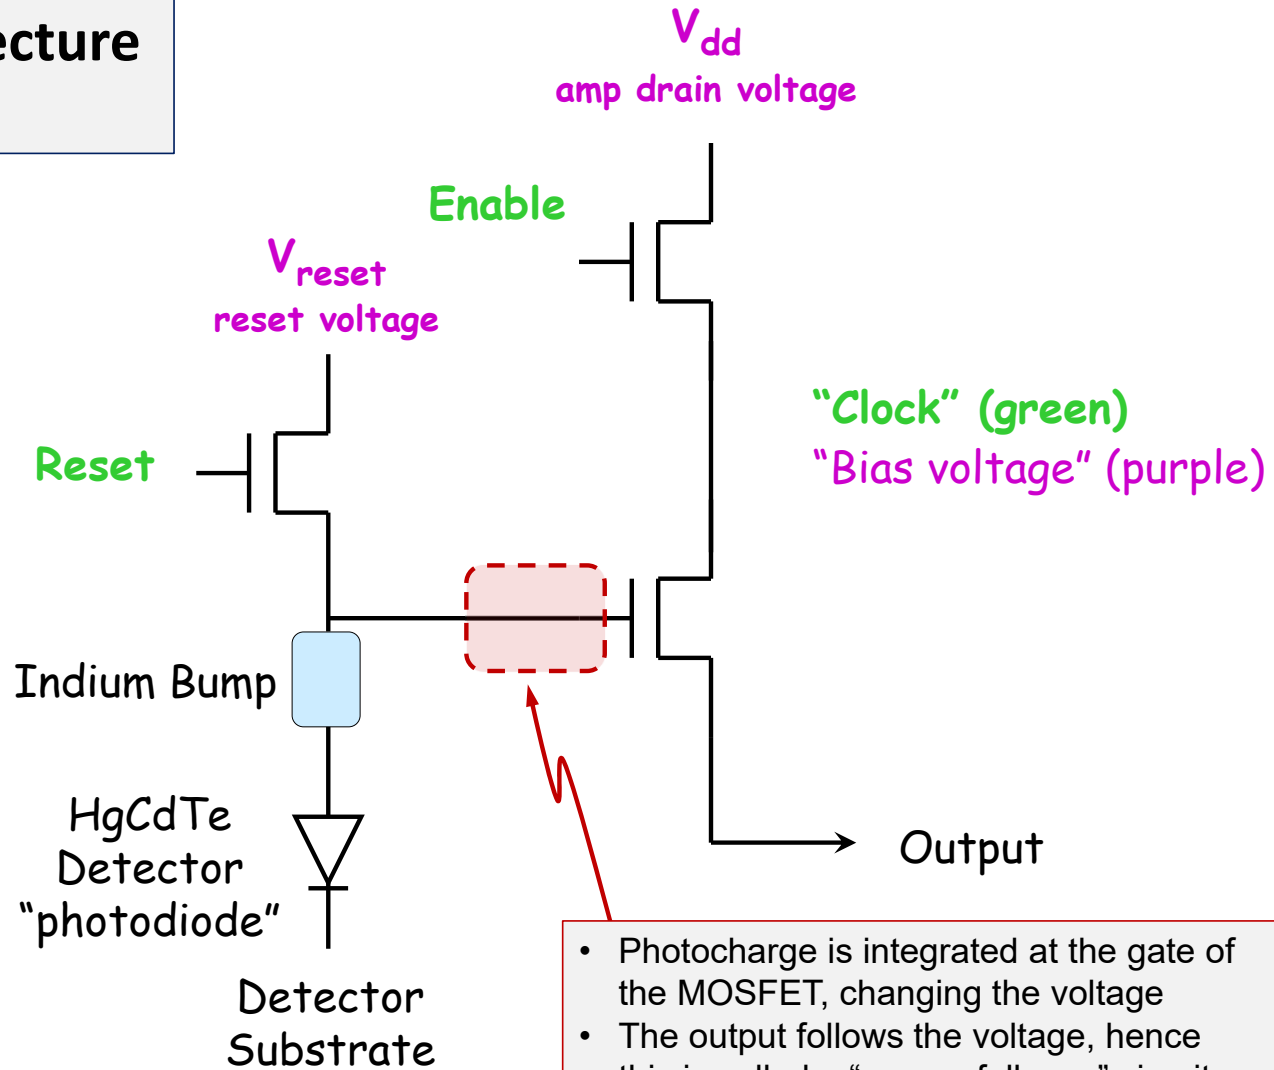 ecture
V_dd
amp drain voltage
Enable
V_reset
reset voltage
Reset
“Clock” (green)
“Bias voltage” (purple)
Indium Bump
HgCdTe
Detector
“photodiode”
Output
Detector
Substrate
• Photocharge is integrated at the gate of
the MOSFET, changing the voltage
• The output follows the voltage, hence